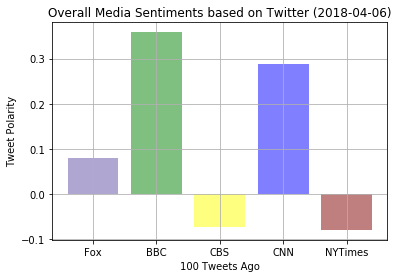 Overall Media Sentiments based on Twitter (2018-04-06)
Tweet Polarity
0.3
0.2
0.1
0.0
−0.1
Fox BBC CBS CNN NYTimes
100 Tweets Ago